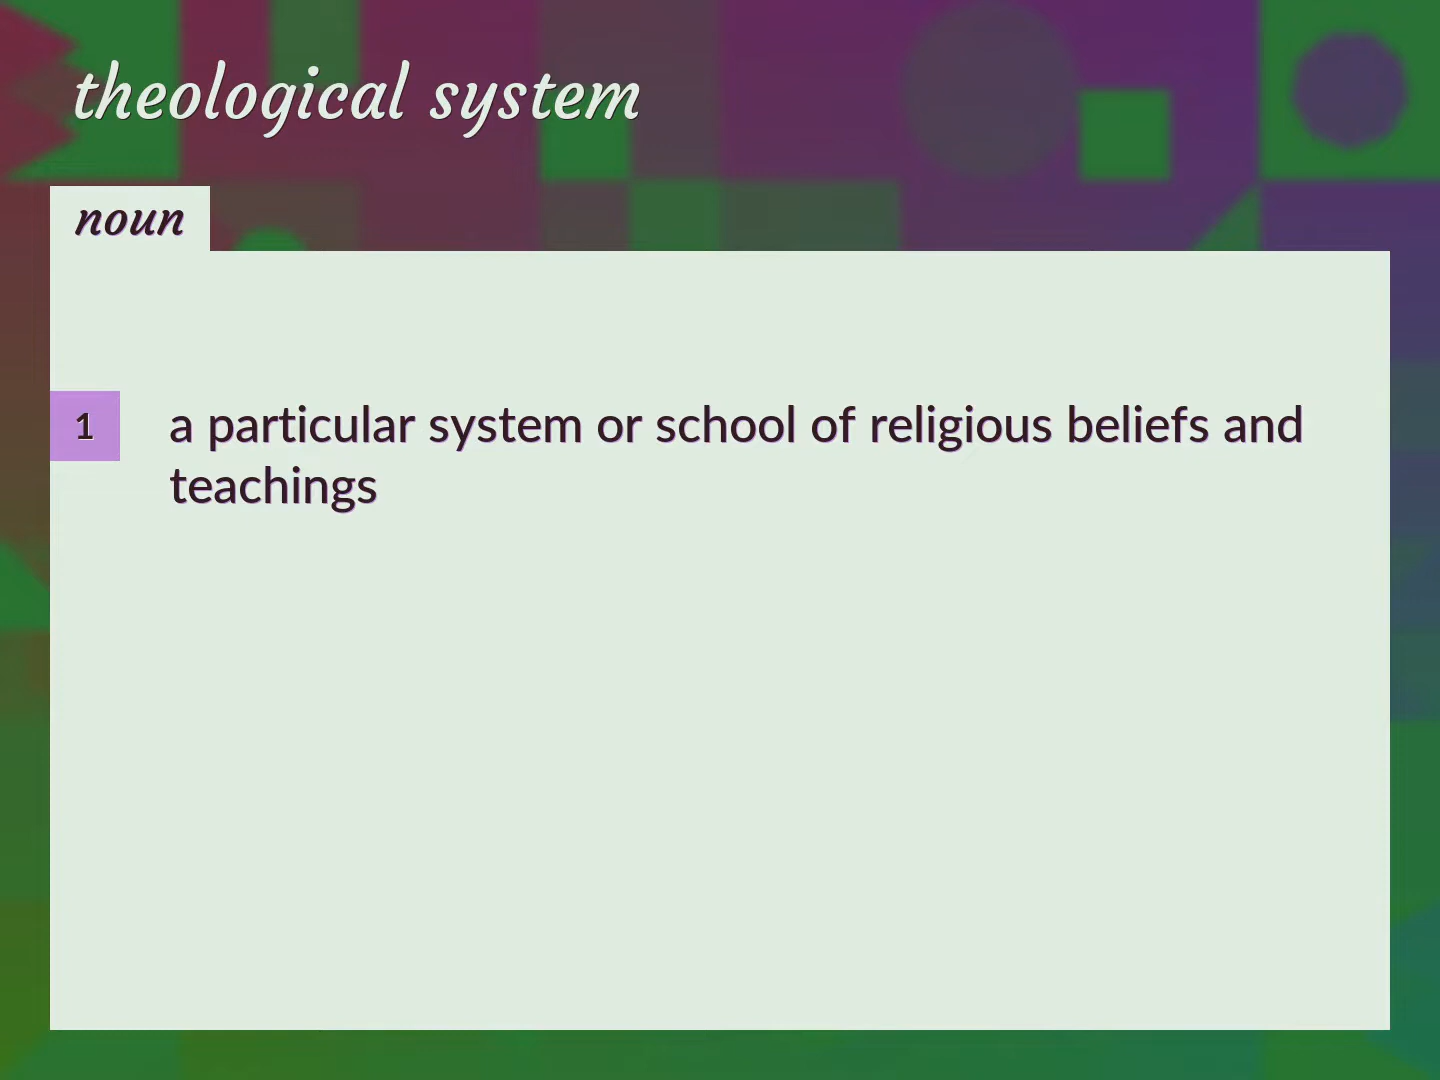 theological system
noun
1 a particular system or school of religious beliefs and
teachings